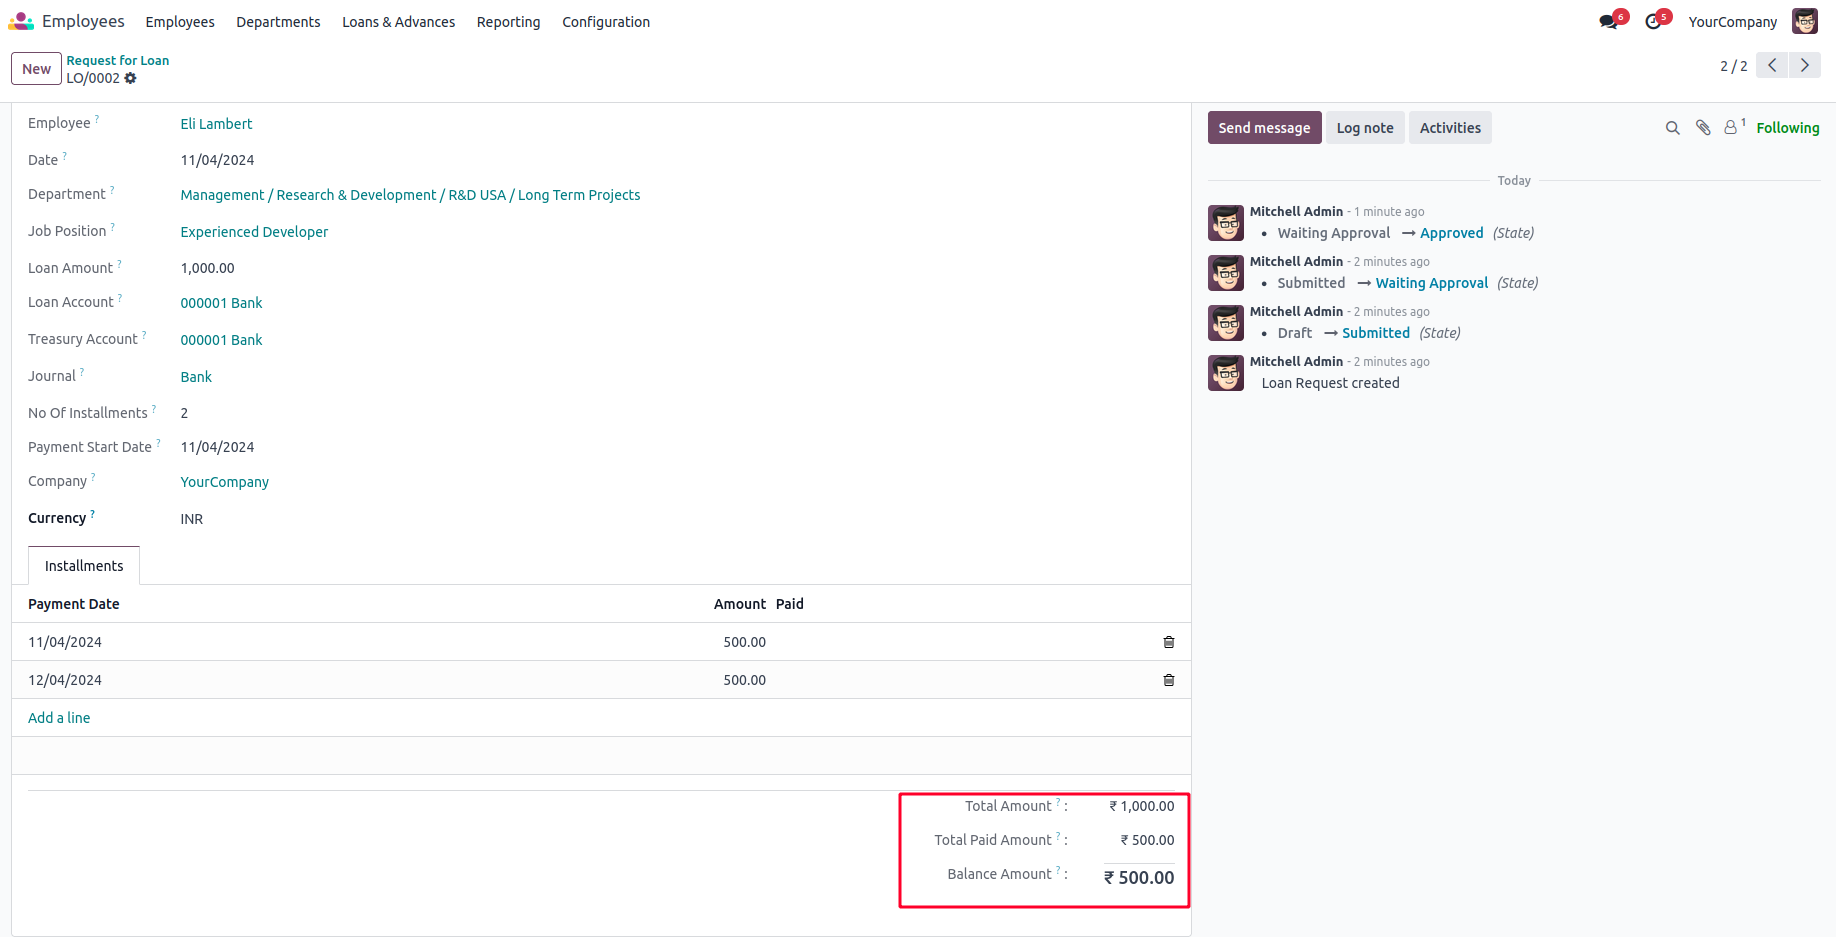 Employees Employees Departments Loans & Advances Reporting Configuration 6 5 YourCompany
New Request for Loan
LO/0002
2 / 2
Employee ? Eli Lambert
Date ? 11/04/2024
Department ? Management / Research & Development / R&D USA / Long Term Projects
Job Position ? Experienced Developer
Loan Amount ? 1,000.00
Loan Account ? 000001 Bank
Treasury Account ? 000001 Bank
Journal ? Bank
No Of Installments ? 2
Payment Start Date ? 11/04/2024
Company ? YourCompany
Currency ? INR
Installments
Payment Date Amount Paid
11/04/2024 500.00
12/04/2024 500.00
Add a line
Total Amount ? : ₹ 1,000.00
Total Paid Amount ? : ₹ 500.00
Balance Amount ? : ₹ 500.00
Send message Log note Activities 1 Following
Today
Mitchell Admin - 1 minute ago
• Waiting Approval → Approved (State)
Mitchell Admin - 2 minutes ago
• Submitted → Waiting Approval (State)
Mitchell Admin - 2 minutes ago
• Draft → Submitted (State)
Mitchell Admin - 2 minutes ago
Loan Request created